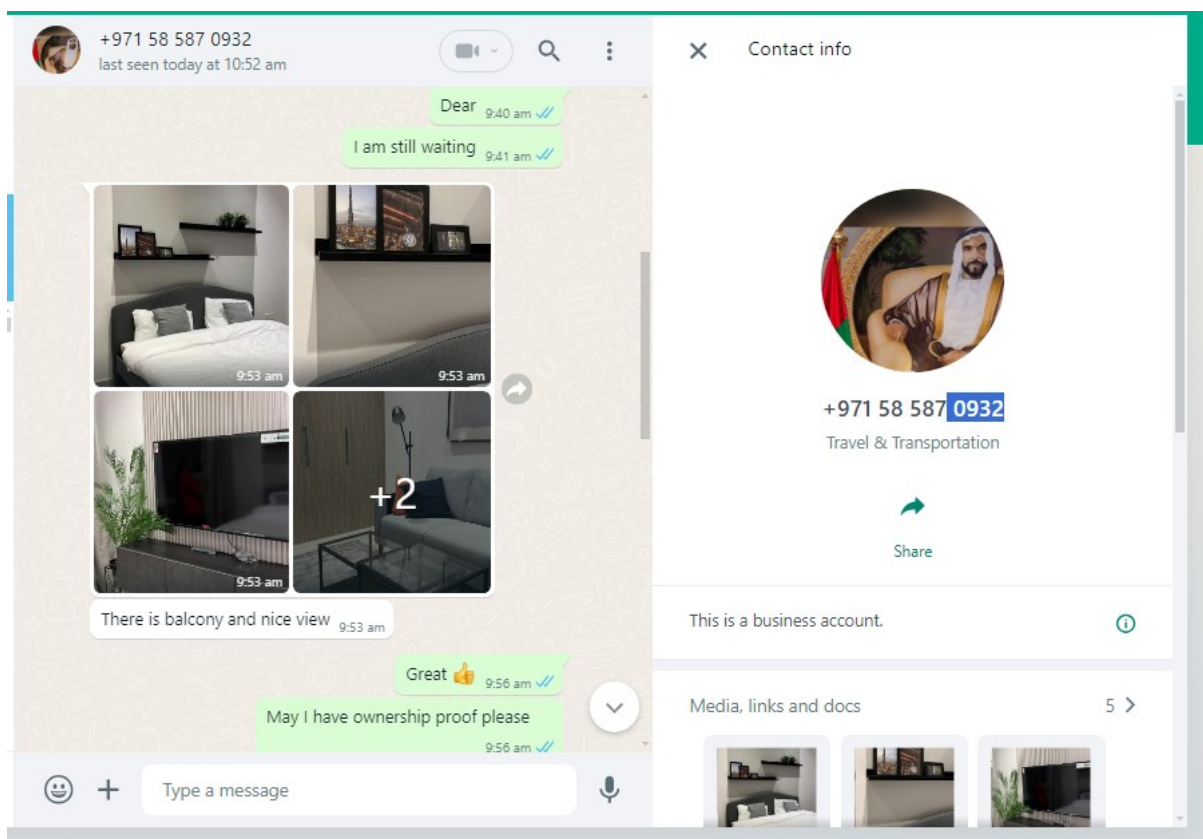 +971 58 587 0932
last seen today at 10:52 am
Dear 9:40 am
I am still waiting 9:41 am
9:53 am
9:53 am
9:53 am
+2
There is balcony and nice view 9:53 am
Great 👍 9:56 am
May I have ownership proof please
9:56 am
Type a message
Contact info
+971 58 587 0932
Travel & Transportation
Share
This is a business account.
Media, links and docs 5